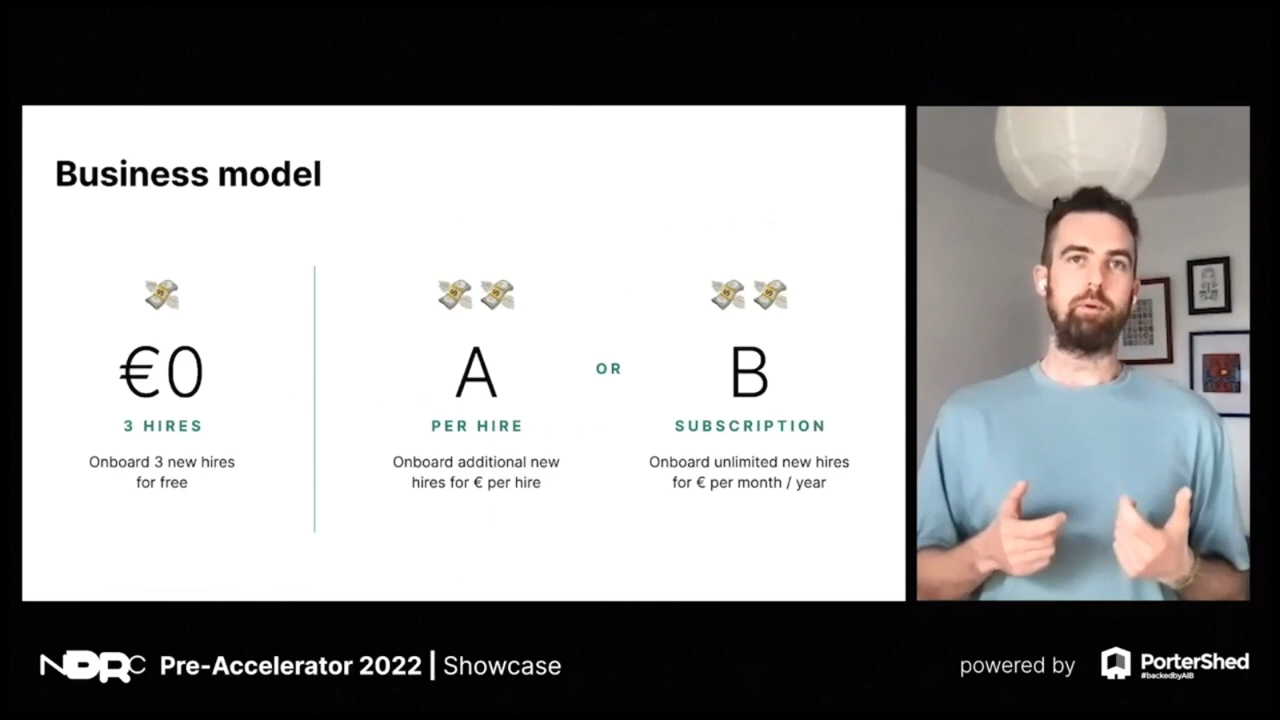 Business model
€0
3 HIRES
Onboard 3 new hires
for free
A
PER HIRE
Onboard additional new
hires for € per hire
OR
B
SUBSCRIPTION
Onboard unlimited new hires
for € per month / year
NDRC Pre-Accelerator 2022 | Showcase
powered by PorterShed
#backedbyAIB